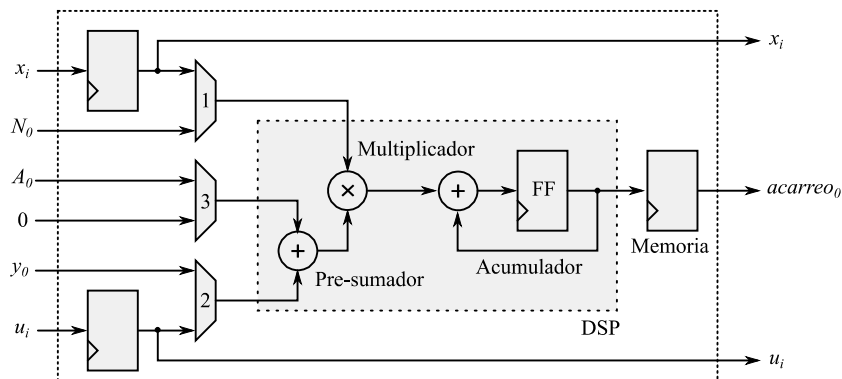 x_i
x_i
N_0
1
Multiplicador
A_0
3
×
+
FF
acarreo_0
0
Memoria
+
Pre-sumador
Acumulador
y_0
2
DSP
u_i
u_i